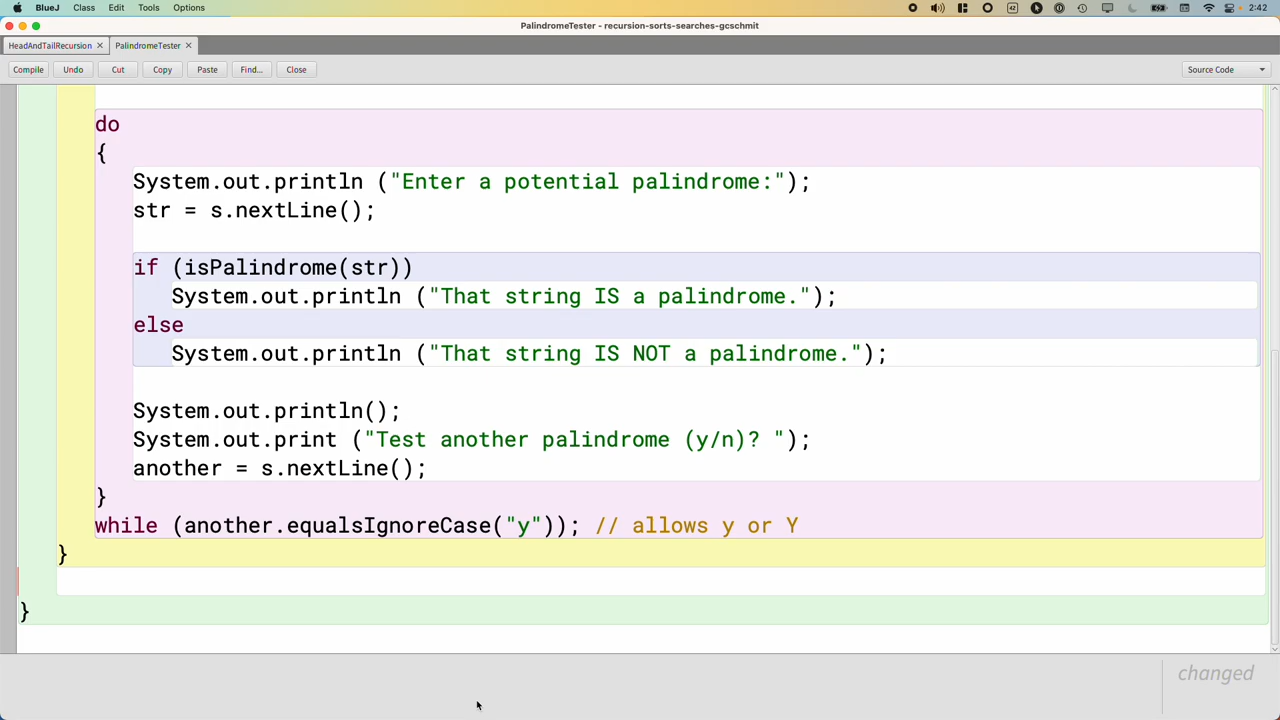 BlueJ Class Edit Tools Options 42 2:42
PalindromeTester - recursion-sorts-searches-gcschmit
HeadAndTailRecursion × PalindromeTester ×
Compile Undo Cut Copy Paste Find... Close Source Code
do
{
System.out.println ("Enter a potential palindrome:");
str = s.nextLine();
if (isPalindrome(str))
System.out.println ("That string IS a palindrome.");
else
System.out.println ("That string IS NOT a palindrome.");
System.out.println();
System.out.print ("Test another palindrome (y/n)? ");
another = s.nextLine();
}
while (another.equalsIgnoreCase("y")); // allows y or Y
}
}
changed